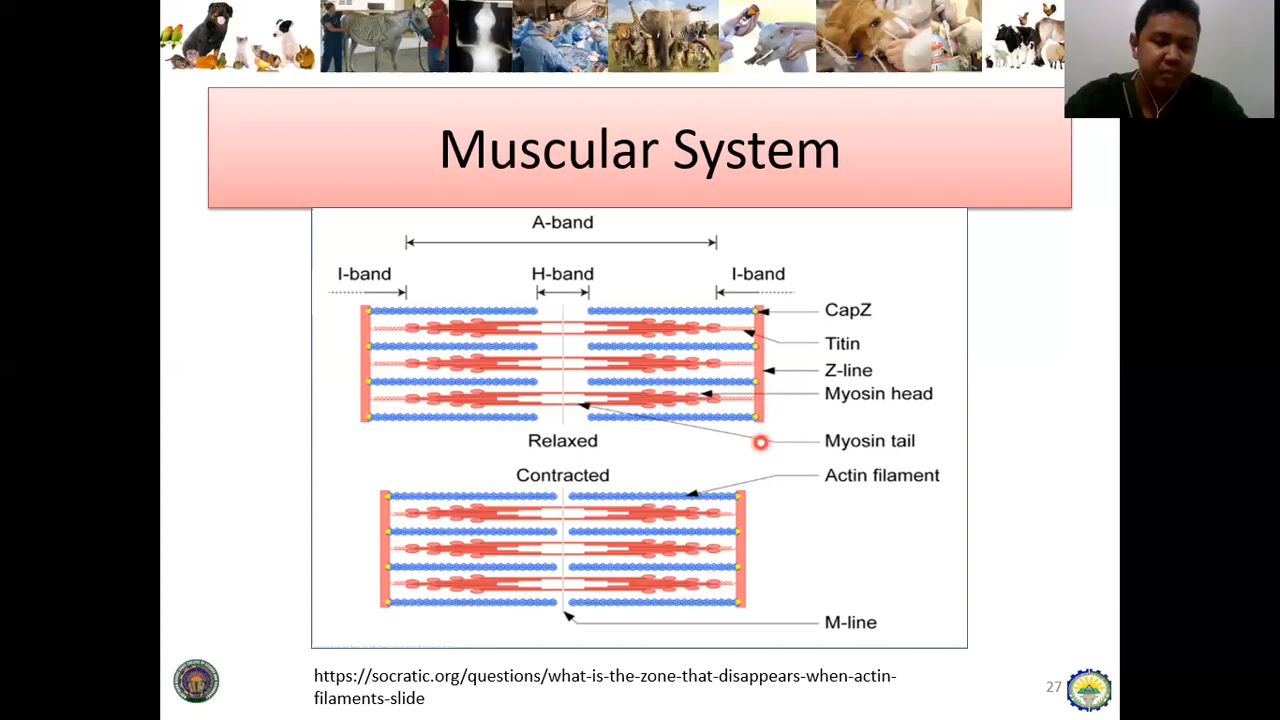 Muscular System
A-band
I-band
H-band
I-band
CapZ
Titin
Z-line
Myosin head
Relaxed
Myosin tail
Contracted
Actin filament
M-line
https://socratic.org/questions/what-is-the-zone-that-disappears-when-actin-
filaments-slide
27